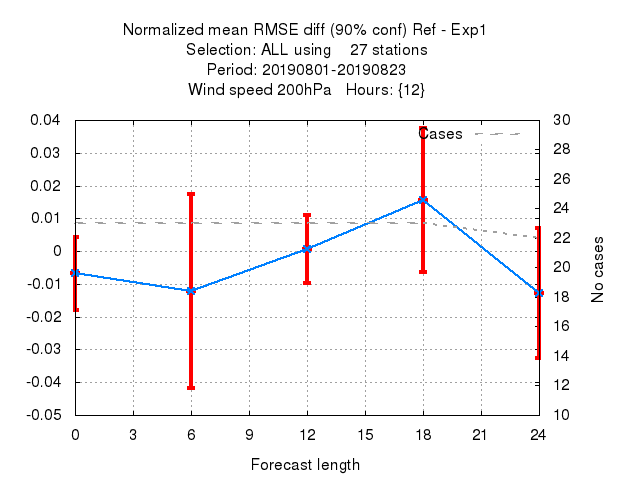 Normalized mean RMSE diff (90% conf) Ref - Exp1
Selection: ALL using    27 stations
Period: 20190801-20190823
Wind speed 200hPa   Hours: {12}
Cases
0.04
0.03
0.02
0.01
0
-0.01
-0.02
-0.03
-0.04
-0.05
30
28
26
24
22
20
18
16
14
12
10
No cases
0 3 6 9 12 15 18 21 24
Forecast length